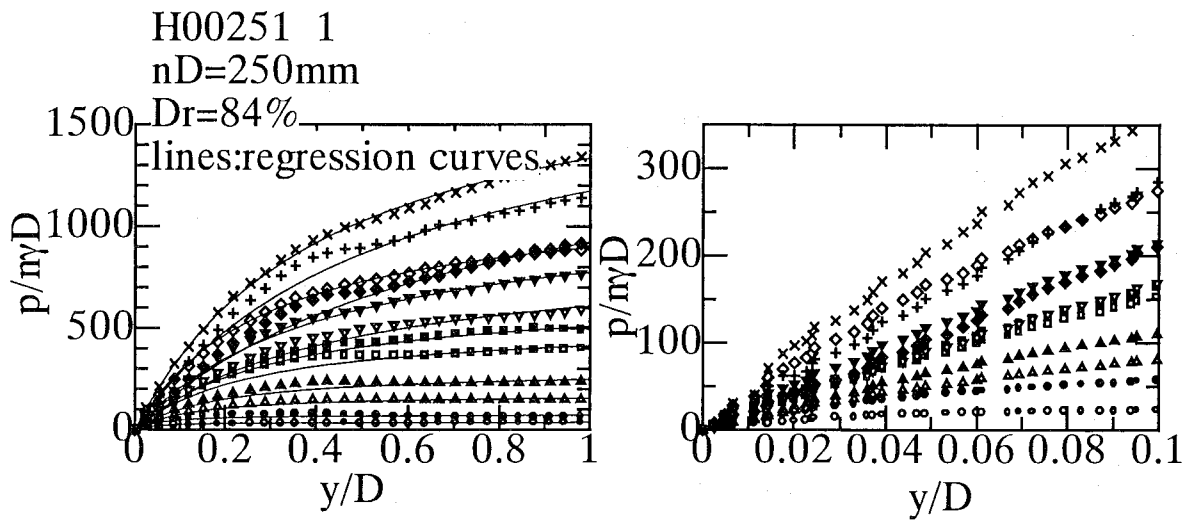 H00251 1
nD=250mm
Dr=84%
lines:regression curves
1500
1000
500
0
p/nγD
0
0.2
0.4
0.6
0.8
1
y/D
300
200
100
0
p/nγD
0
0.02
0.04
0.06
0.08
0.1
y/D